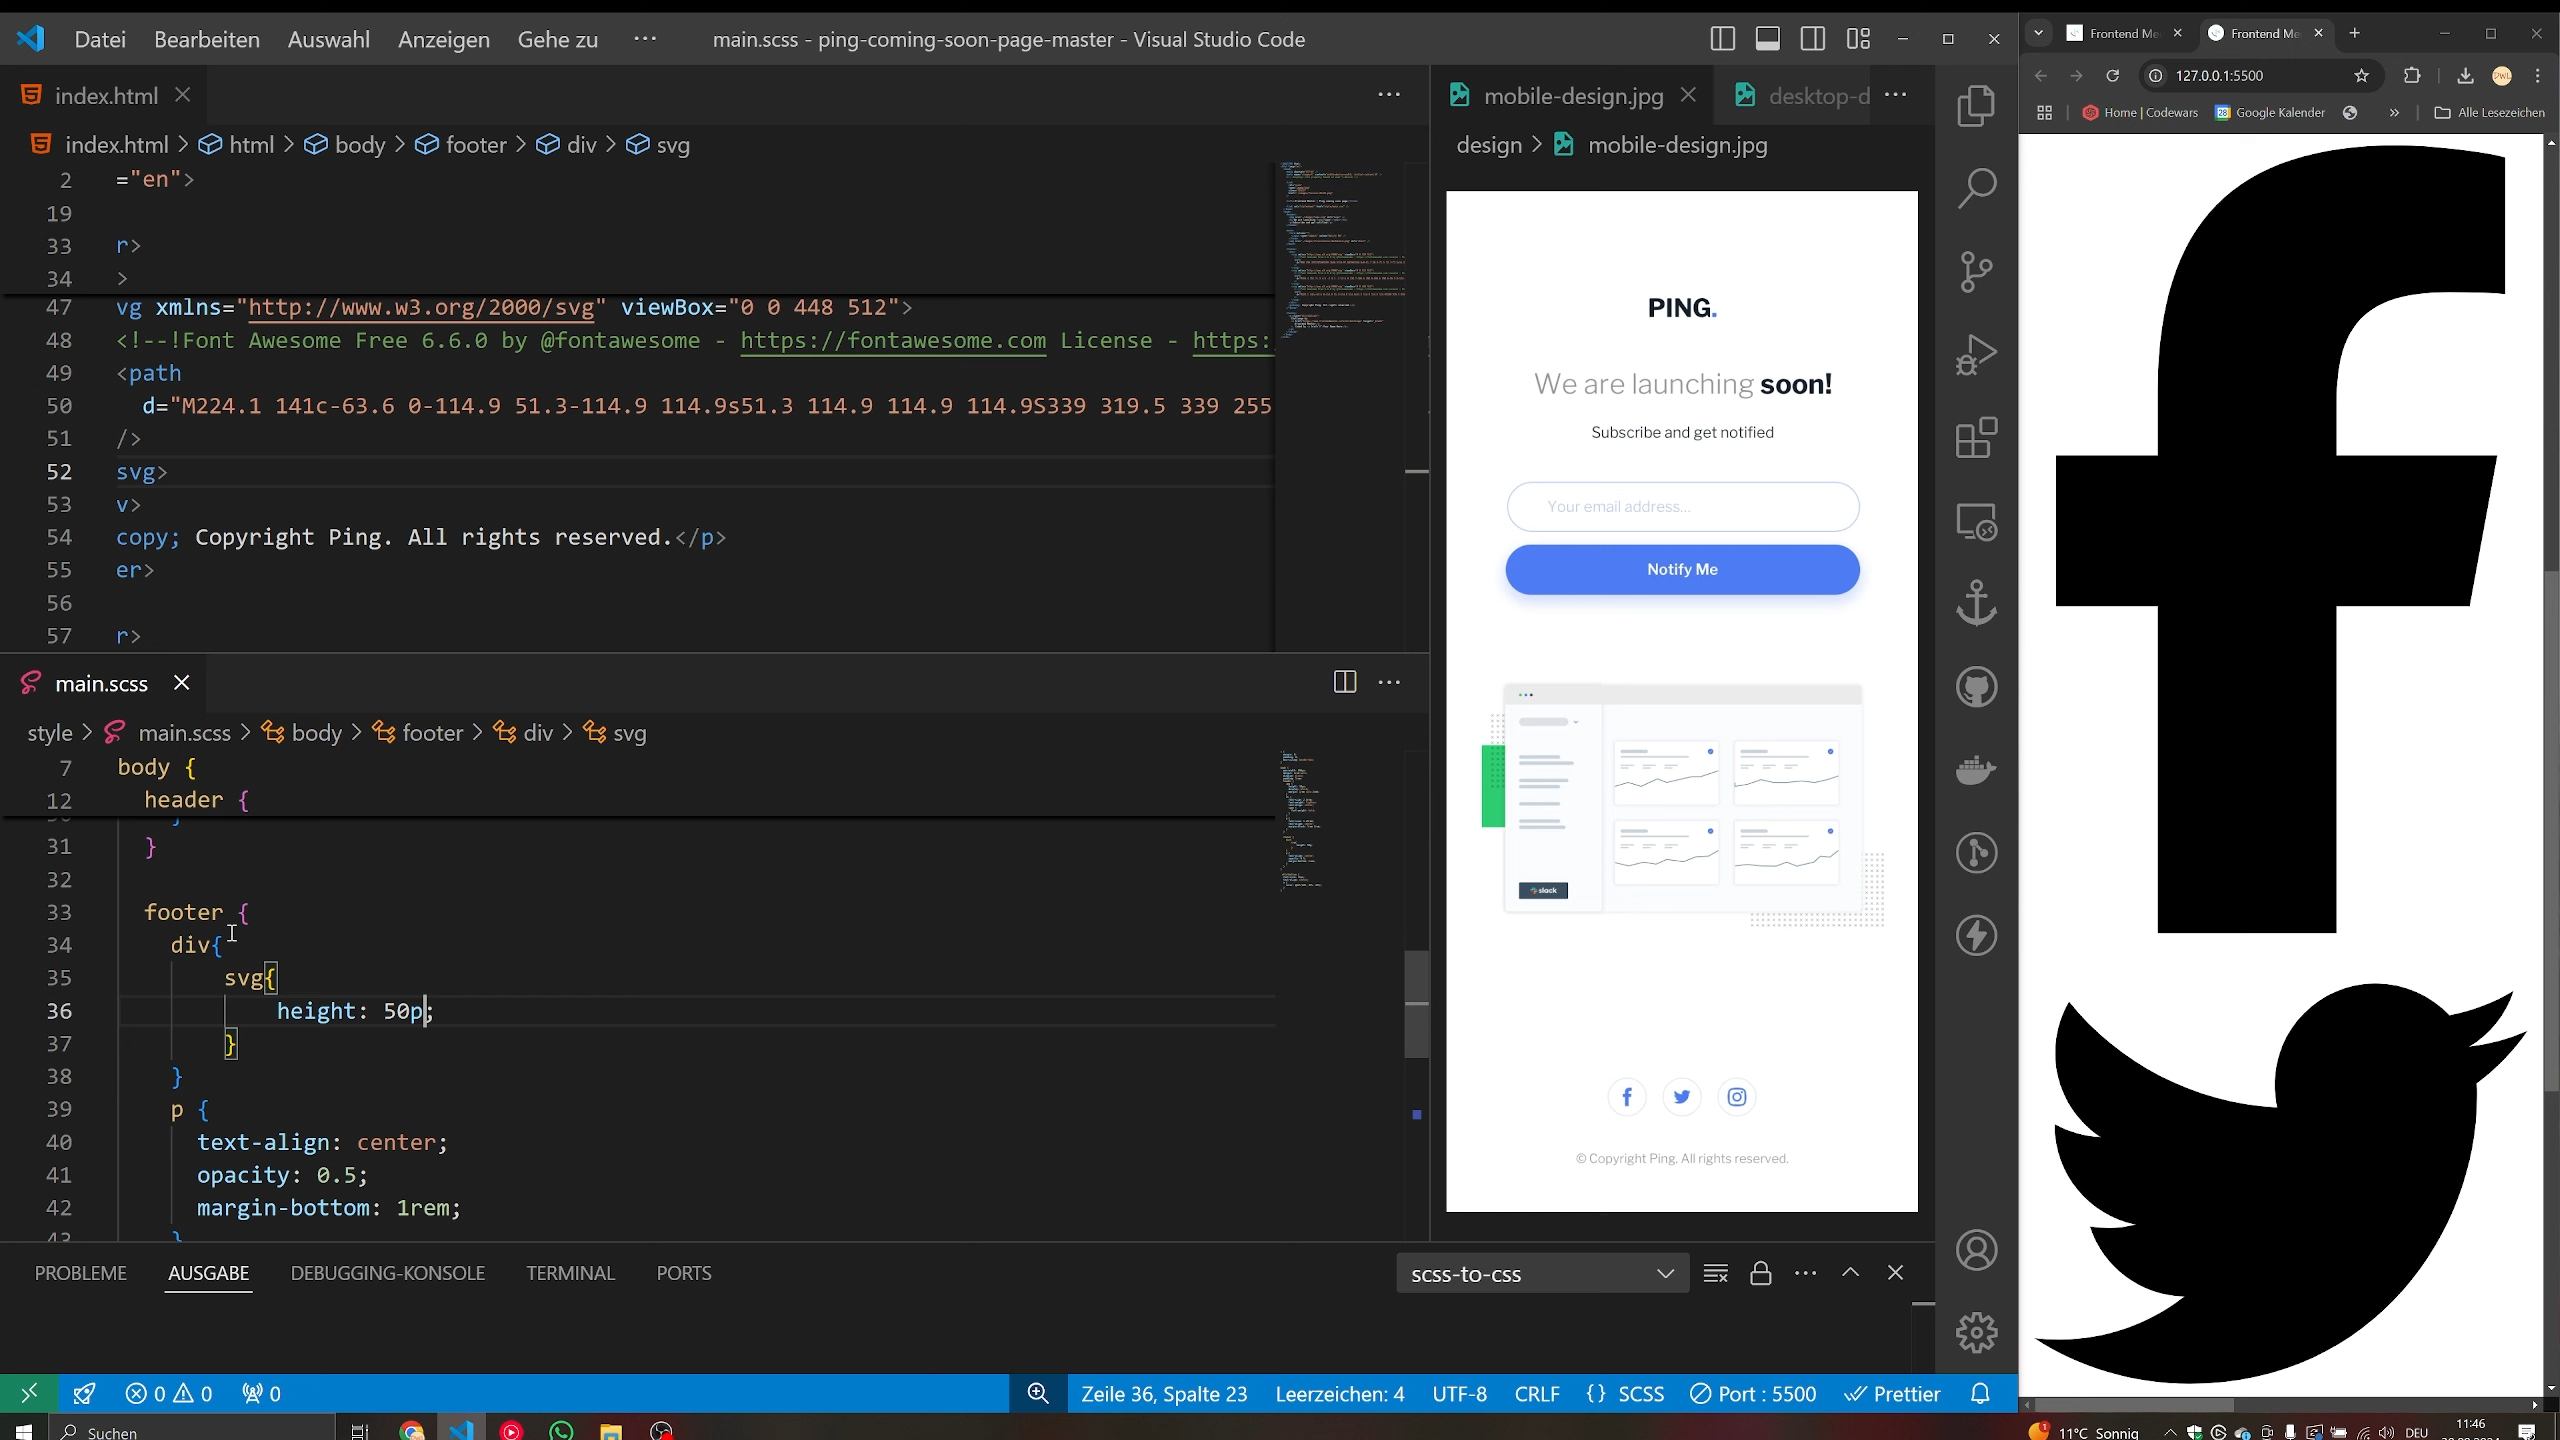 Datei Bearbeiten Auswahl Anzeigen Gehe zu ··· main.scss - ping-coming-soon-page-master - Visual Studio Code
index.html
index.html > html > body > footer > div > svg
2 ="en">
19
33 r>
34 >
47 vg xmlns="http://www.w3.org/2000/svg" viewBox="0 0 448 512">
48 <!--!Font Awesome Free 6.6.0 by @fontawesome - https://fontawesome.com License - https:
49 <path
50 d="M224.1 141c-63.6 0-114.9 51.3-114.9 114.9s51.3 114.9 114.9 114.9S339 319.5 339 255
51 />
52 svg>
53 v>
54 copy; Copyright Ping. All rights reserved.</p>
55 er>
56
57 r>
main.scss
style > main.scss > body > footer > div > svg
7 body {
12 header {
31 }
32
33 footer {
34 div{
35 svg{
36 height: 50p;
37 }
38 }
39 p {
40 text-align: center;
41 opacity: 0.5;
42 margin-bottom: 1rem;
43 }
PROBLEME AUSGABE DEBUGGING-KONSOLE TERMINAL PORTS
scss-to-css
mobile-design.jpg desktop-d
design > mobile-design.jpg
PING.
We are launching soon!
Subscribe and get notified
Your email address...
Notify Me
slack
© Copyright Ping. All rights reserved.
0 0 0 Zeile 36, Spalte 23 Leerzeichen: 4 UTF-8 CRLF {} SCSS Port : 5500 Prettier
Frontend Me Frontend Me
127.0.0.1:5500
Home | Codewars 28 Google Kalender » Alle Lesezeichen
Suchen
1 11°C Sonnig DEU 11:46